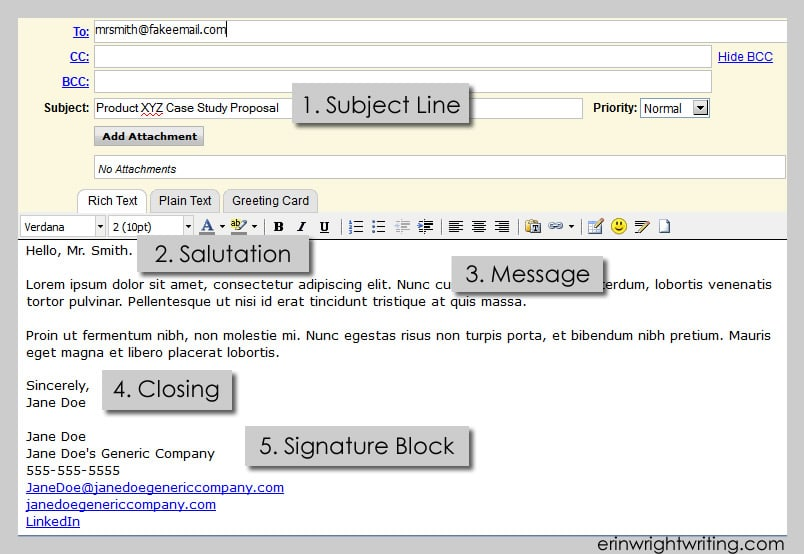 To: mrsmith@fakeemail.com
CC: Hide BCC
BCC:
Subject: Product XYZ Case Study Proposal 1. Subject Line Priority: Normal
Add Attachment
No Attachments
Rich Text Plain Text Greeting Card
Verdana 2 (10pt) A ab B I U
Hello, Mr. Smith. 2. Salutation
3. Message
Lorem ipsum dolor sit amet, consectetur adipiscing elit. Nunc cu erdum, lobortis venenatis
tortor pulvinar. Pellentesque ut nisi id erat tincidunt tristique at quis massa.
Proin ut fermentum nibh, non molestie mi. Nunc egestas risus non turpis porta, et bibendum nibh pretium. Mauris
eget magna et libero placerat lobortis.
Sincerely,
4. Closing
Jane Doe
Jane Doe
5. Signature Block
Jane Doe's Generic Company
555-555-5555
JaneDoe@janedoegenericcompany.com
janedoegenericcompany.com
LinkedIn
erinwrightwriting.com